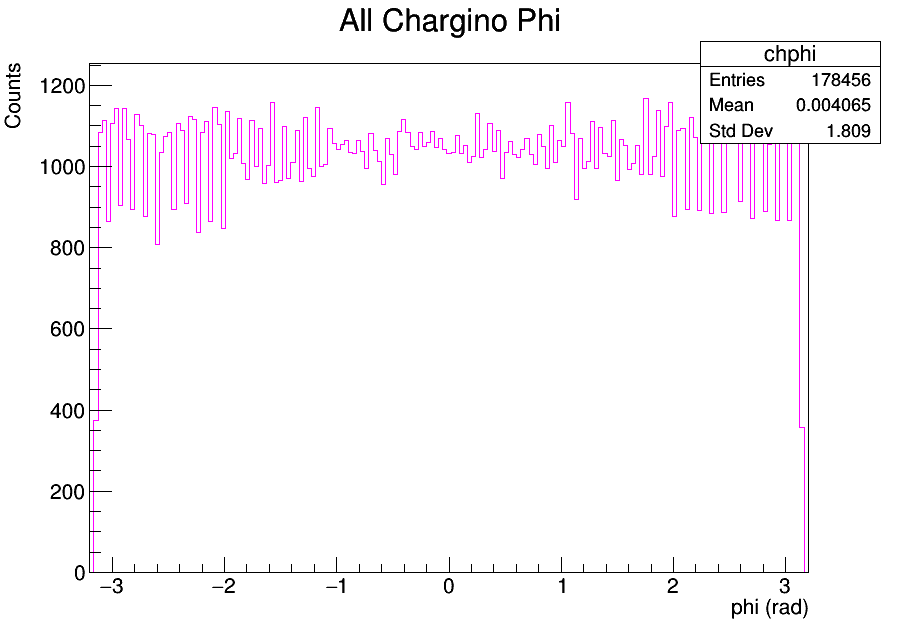 All Chargino Phi
chphi
Entries 178456
Mean 0.004065
Std Dev 1.809
Counts
1200
1000
800
600
400
200
0
−3 −2 −1 0 1 2 3
phi (rad)